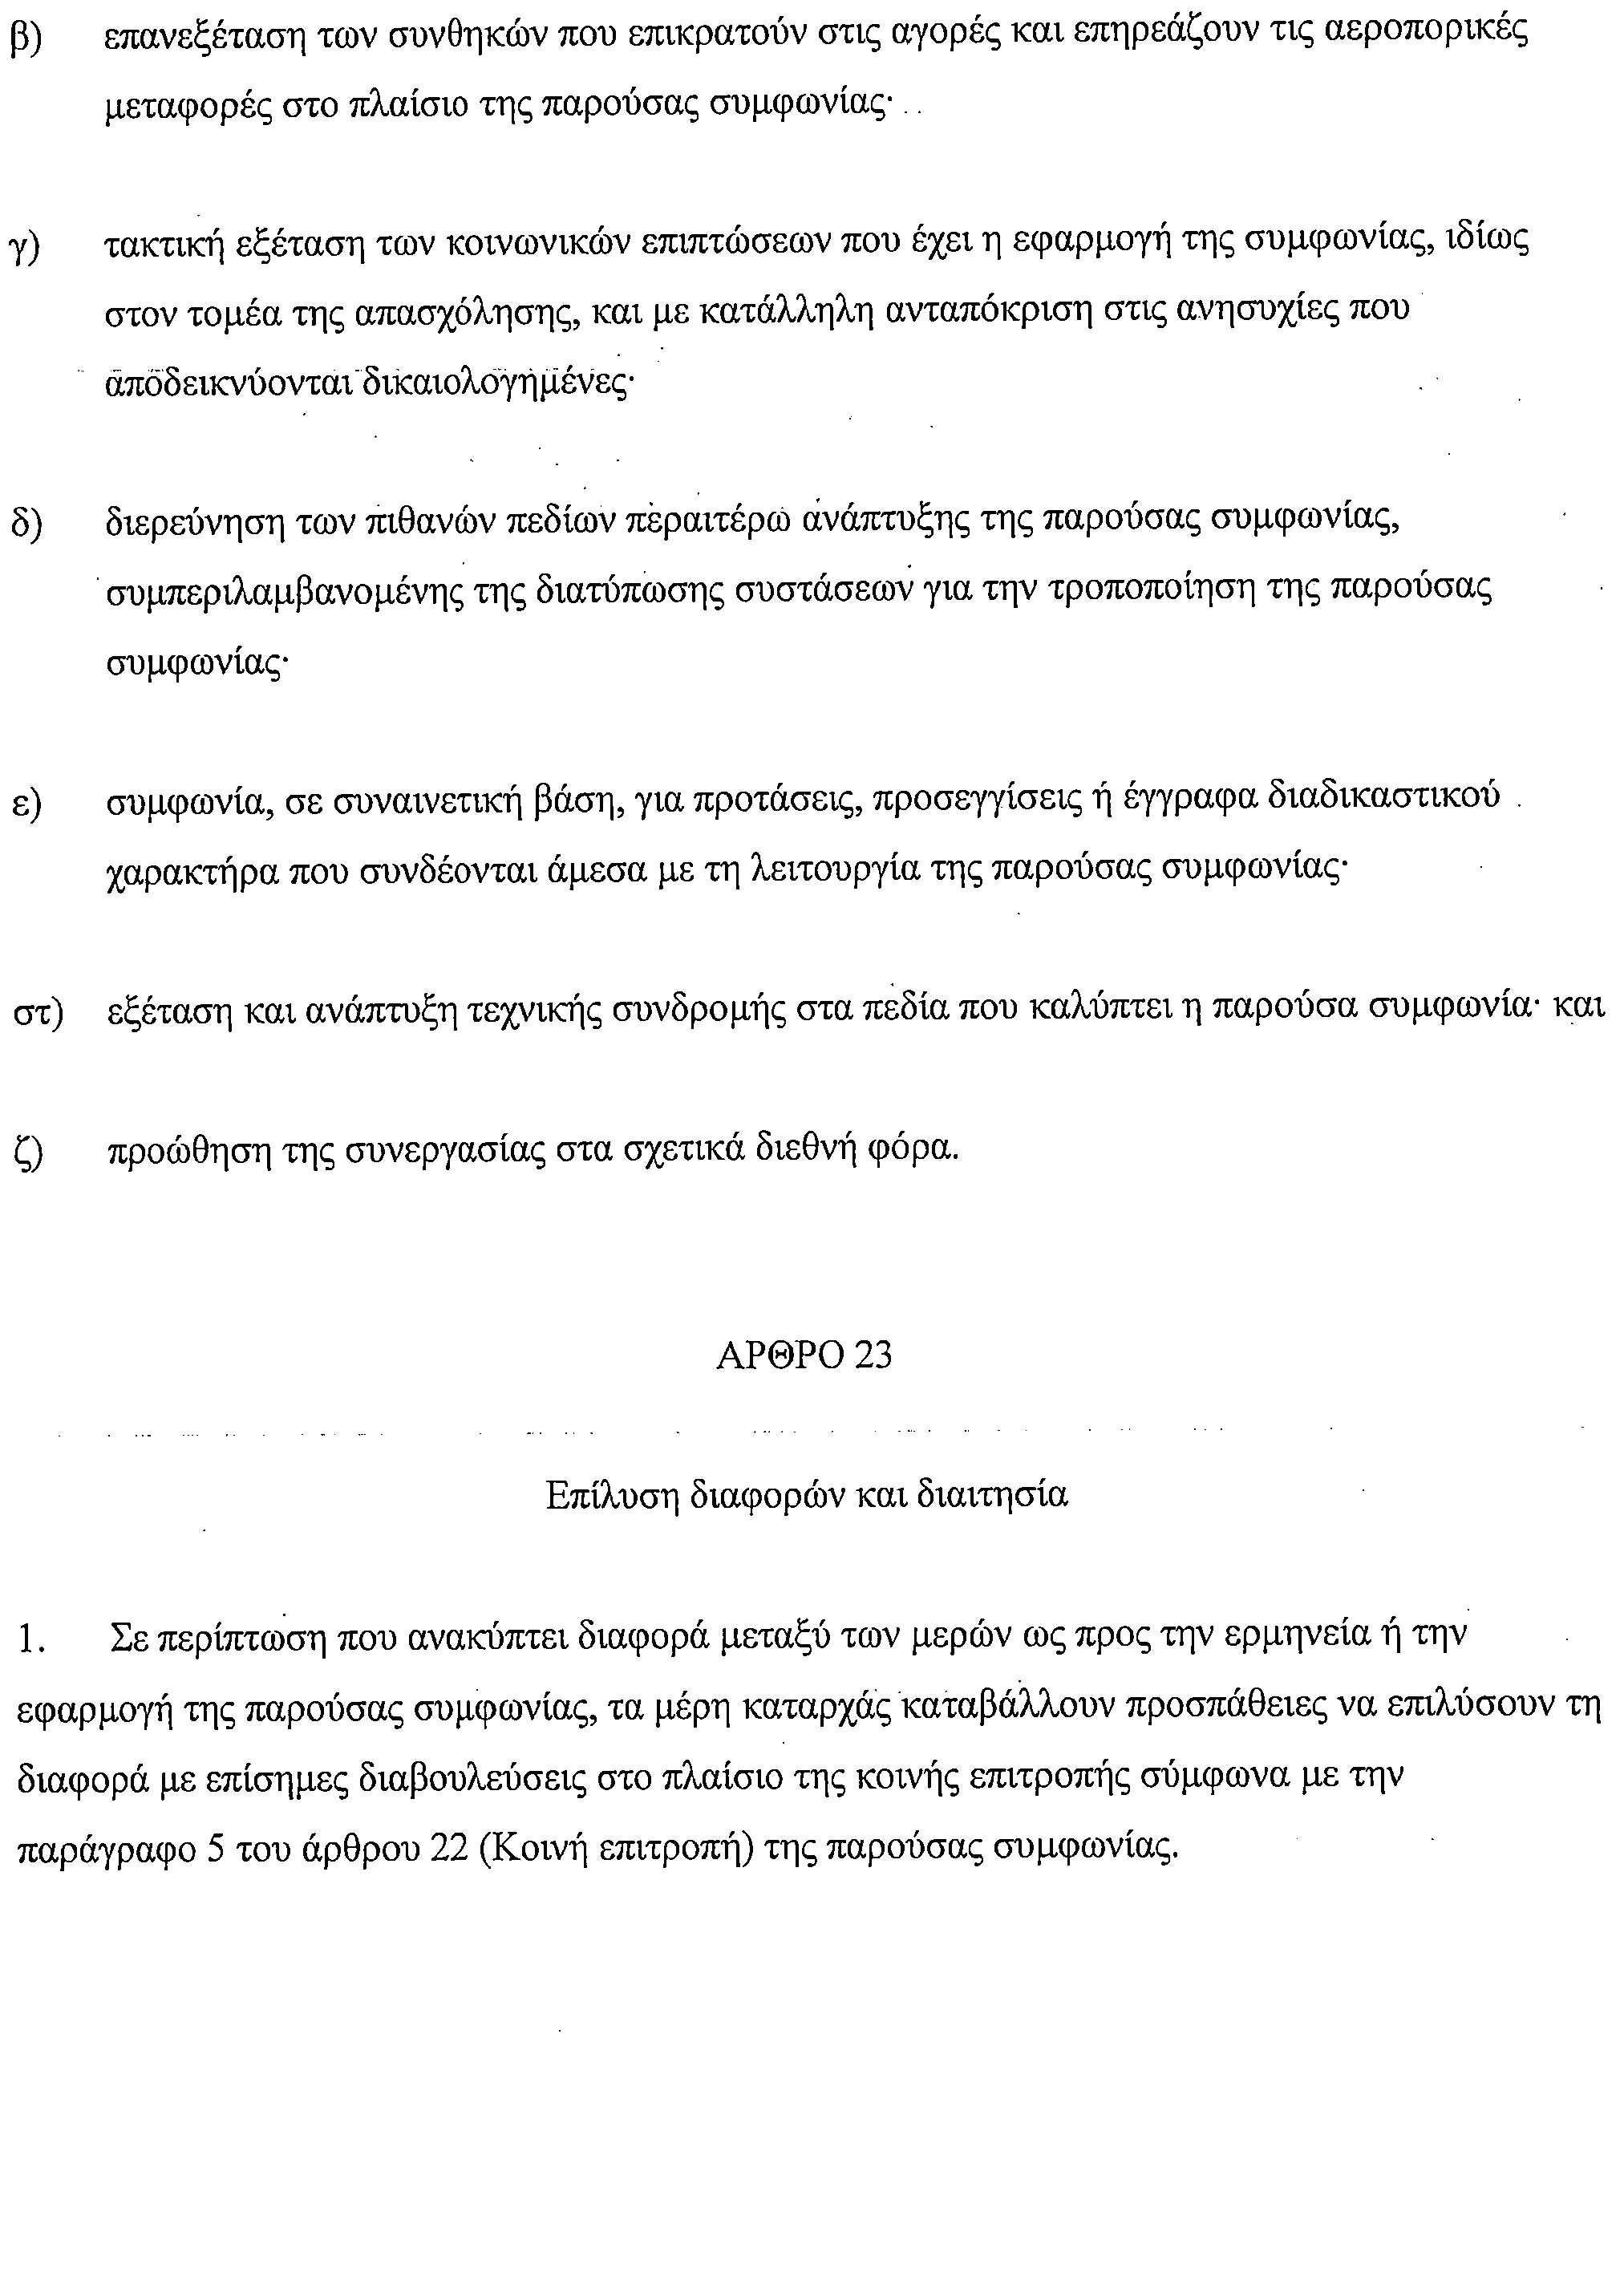 β) επανεξέταση των συνθηκών που επικρατούν στις αγορές και επηρεάζουν τις αεροπορικές
μεταφορές στο πλαίσιο της παρούσας συμφωνίας·
γ) τακτική εξέταση των κοινωνικών επιπτώσεων που έχει η εφαρμογή της συμφωνίας, ιδίως
στον τομέα της απασχόλησης, και με κατάλληλη ανταπόκριση στις ανησυχίες που
αποδεικνύονται δικαιολογημένες·
δ) διερεύνηση των πιθανών πεδίων περαιτέρω ανάπτυξης της παρούσας συμφωνίας,
συμπεριλαμβανομένης της διατύπωσης συστάσεων για την τροποποίηση της παρούσας
συμφωνίας·
ε) συμφωνία, σε συναινετική βάση, για προτάσεις, προσεγγίσεις ή έγγραφα διαδικαστικού
χαρακτήρα που συνδέονται άμεσα με τη λειτουργία της παρούσας συμφωνίας·
στ) εξέταση και ανάπτυξη τεχνικής συνδρομής στα πεδία που καλύπτει η παρούσα συμφωνία· και
ζ) προώθηση της συνεργασίας στα σχετικά διεθνή φόρα.
ΑΡΘΡΟ 23
Επίλυση διαφορών και διαιτησία
1. Σε περίπτωση που ανακύπτει διαφορά μεταξύ των μερών ως προς την ερμηνεία ή την
εφαρμογή της παρούσας συμφωνίας, τα μέρη καταρχάς καταβάλλουν προσπάθειες να επιλύσουν τη
διαφορά με επίσημες διαβουλεύσεις στο πλαίσιο της κοινής επιτροπής σύμφωνα με την
παράγραφο 5 του άρθρου 22 (Κοινή επιτροπή) της παρούσας συμφωνίας.